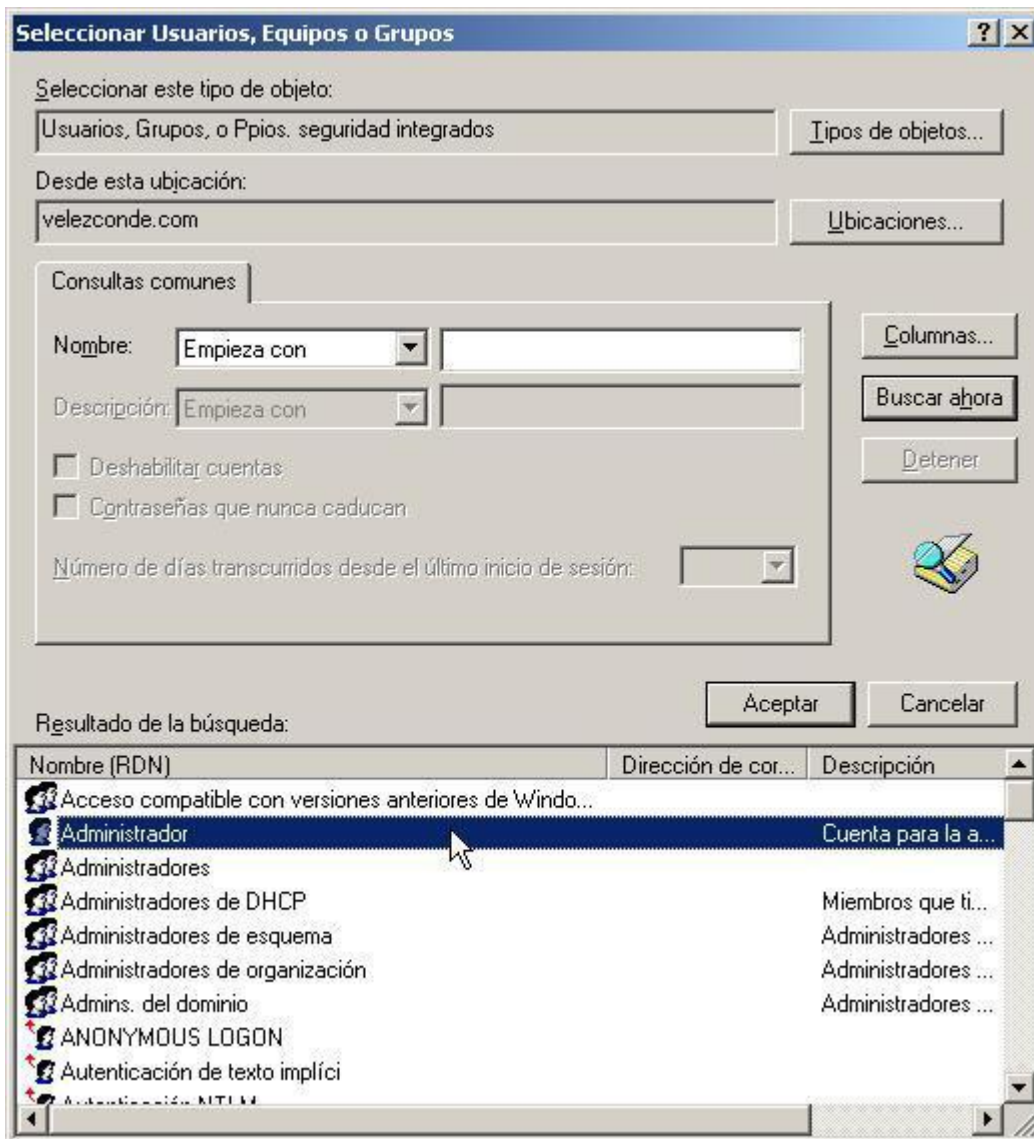 Seleccionar Usuarios, Equipos o Grupos
Seleccionar este tipo de objeto:
Usuarios, Grupos, o Ppios. seguridad integrados
Tipos de objetos...
Desde esta ubicación:
velezconde.com
Ubicaciones...
Consultas comunes
Nombre: Empieza con
Columnas...
Descripción: Empieza con
Buscar ahora
Deshabilitar cuentas
Detener
Contraseñas que nunca caducan
Número de días transcurridos desde el último inicio de sesión:
Aceptar Cancelar
Resultado de la búsqueda:
Nombre (RDN) Dirección de cor... Descripción
Acceso compatible con versiones anteriores de Windo...
Administrador Cuenta para la a...
Administradores
Administradores de DHCP Miembros que ti...
Administradores de esquema Administradores ...
Administradores de organización Administradores ...
Admins. del dominio Administradores ...
ANONYMOUS LOGON
Autenticación de texto implíci
Autenticación NTLM